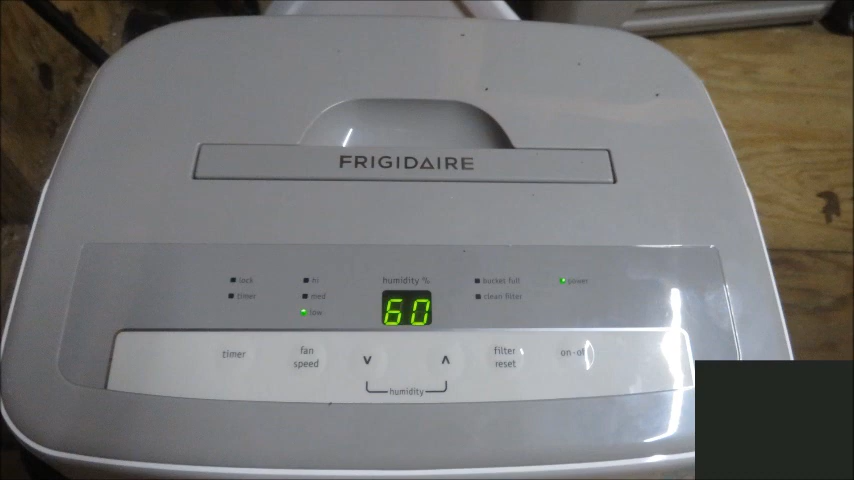 FRIGIDAIRE
lock hi humidity % bucket full power
timer med 60 clean filter
low
timer fan speed v ʌ filter reset on-of
humidity